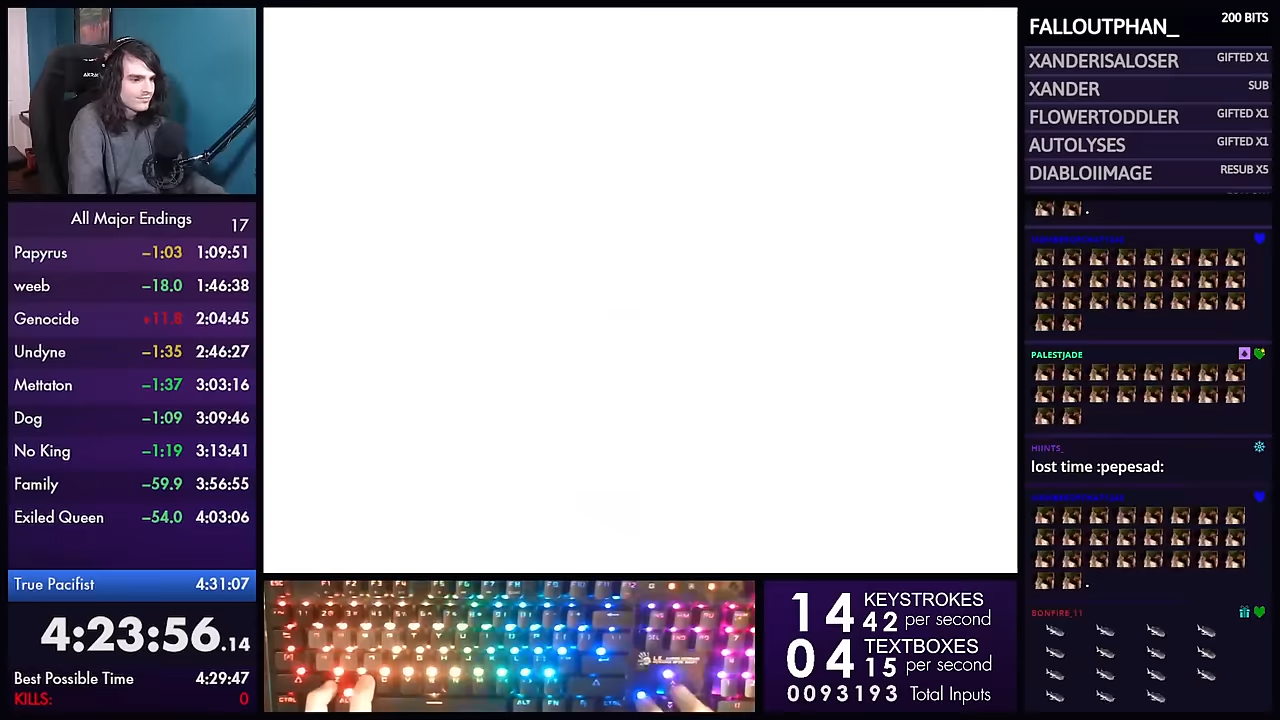 All Major Endings 17
Papyrus −1:03 1:09:51
weeb −18.0 1:46:38
Genocide +11.8 2:04:45
Undyne −1:35 2:46:27
Mettaton −1:37 3:03:16
Dog −1:09 3:09:46
No King −1:19 3:13:41
Family −59.9 3:56:55
Exiled Queen −54.0 4:03:06
True Pacifist 4:31:07
4:23:56.14
Best Possible Time 4:29:47
KILLS: 0
14 KEYSTROKES
42 per second
04 TEXTBOXES
15 per second
0093193 Total Inputs
FALLOUTPHAN_ 200 BITS
XANDERISALOSER GIFTED X1
XANDER SUB
FLOWERTODDLER GIFTED X1
AUTOLYSES GIFTED X1
DIABLOIIMAGE RESUB X5
.
PALESTJADE
HIINTS_
lost time :pepesad:
.
BONFIRE_11